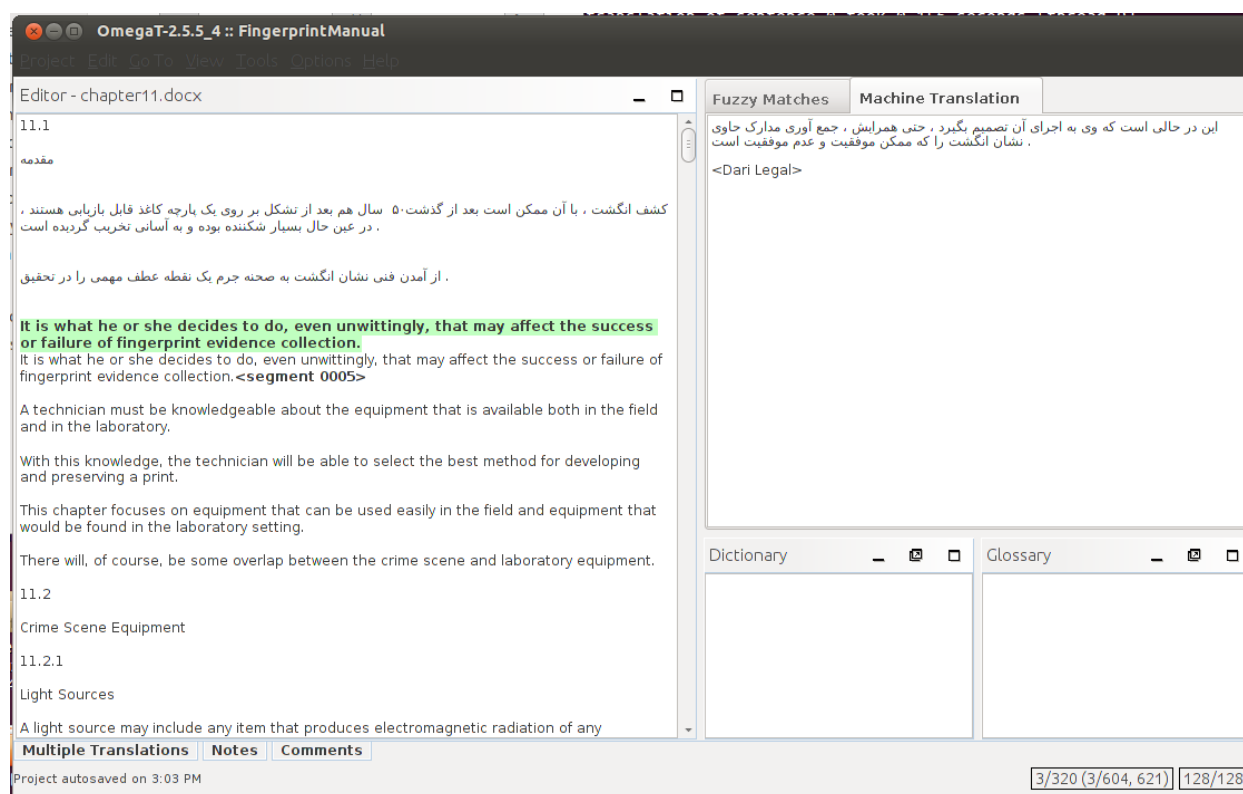 OmegaT-2.5.5_4 :: FingerprintManual
Project Edit Go To View Tools Options Help
Editor - chapter11.docx
11.1
مقدمه
کشف انگشت ، با آن ممکن است بعد از گذشت۵۰ سال هم بعد از تشکل بر روی یک پارچه کاغذ قابل بازیابی هستند ،
در عین حال بسیار شکننده بوده و به آسانی تخریب گردیده است .
از آمدن فنی نشان انگشت به صحنه جرم یک نقطه عطف مهمی را در تحقیق .
It is what he or she decides to do, even unwittingly, that may affect the success
or failure of fingerprint evidence collection.
It is what he or she decides to do, even unwittingly, that may affect the success or failure of
fingerprint evidence collection.<segment 0005>
A technician must be knowledgeable about the equipment that is available both in the field
and in the laboratory.
With this knowledge, the technician will be able to select the best method for developing
and preserving a print.
This chapter focuses on equipment that can be used easily in the field and equipment that
would be found in the laboratory setting.
There will, of course, be some overlap between the crime scene and laboratory equipment.
11.2
Crime Scene Equipment
11.2.1
Light Sources
A light source may include any item that produces electromagnetic radiation of any
Fuzzy Matches
Machine Translation
این در حالی است که وی به اجرای آن تصمیم بگیرد ، حتی همرایش ، جمع آوری مدارک حاوی
نشان انگشت را که ممکن موفقیت و عدم موفقیت است .
<Dari Legal>
Dictionary
Glossary
Multiple Translations
Notes
Comments
Project autosaved on 3:03 PM
3/320 (3/604, 621)
128/128